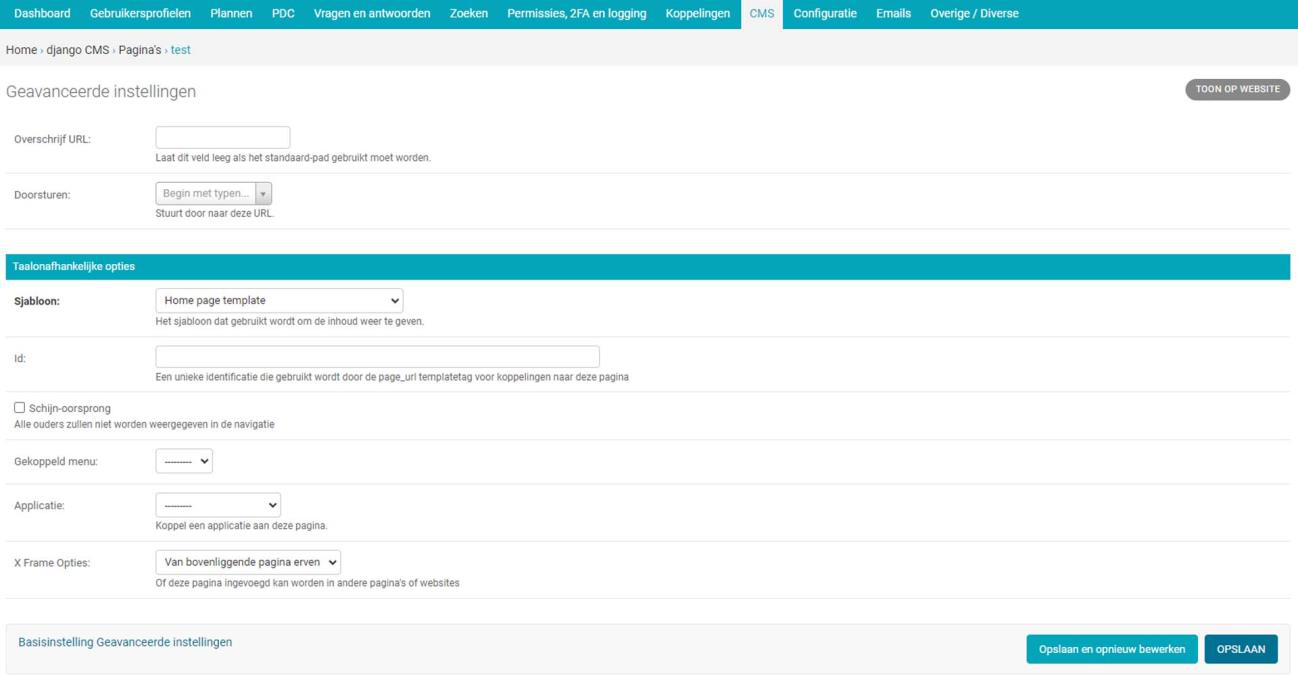 Dashboard Gebruikersprofielen Plannen PDC Vragen en antwoorden Zoeken Permissies, 2FA en logging Koppelingen CMS Configuratie Emails Overige / Diverse
Home › django CMS › Pagina's › test
Geavanceerde instellingen TOON OP WEBSITE
Overschrijf URL:
Laat dit veld leeg als het standaard-pad gebruikt moet worden.
Doorsturen: Begin met typen...
Stuurt door naar deze URL.
Taalonafhankelijke opties
Sjabloon: Home page template
Het sjabloon dat gebruikt wordt om de inhoud weer te geven.
Id:
Een unieke identificatie die gebruikt wordt door de page_url templatetag voor koppelingen naar deze pagina
Schijn-oorsprong
Alle ouders zullen niet worden weergegeven in de navigatie
Gekoppeld menu: ---------
Applicatie: ---------
Koppel een applicatie aan deze pagina.
X Frame Opties: Van bovenliggende pagina erven
Of deze pagina ingevoegd kan worden in andere pagina's of websites
Basisinstelling Geavanceerde instellingen Opslaan en opnieuw bewerken OPSLAAN